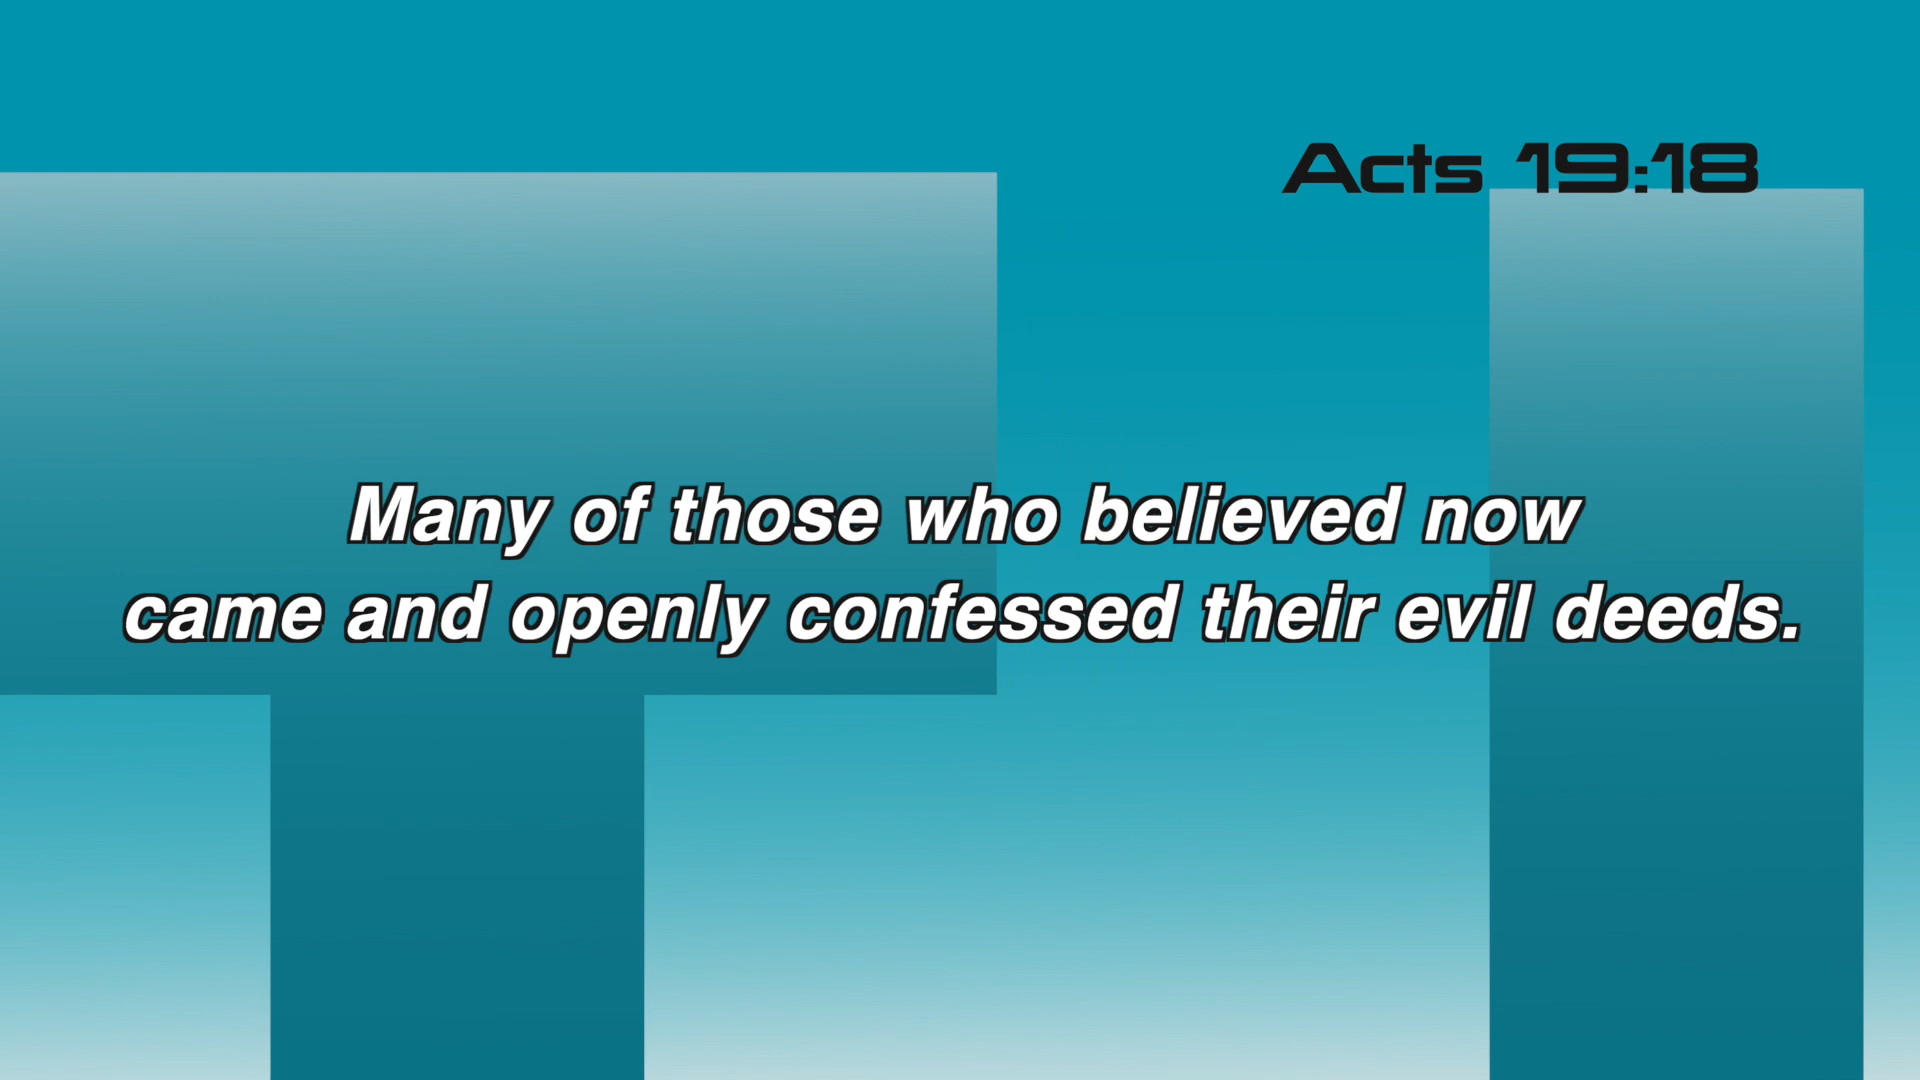 Acts 19:18
Many of those who believed now
came and openly confessed their evil deeds.